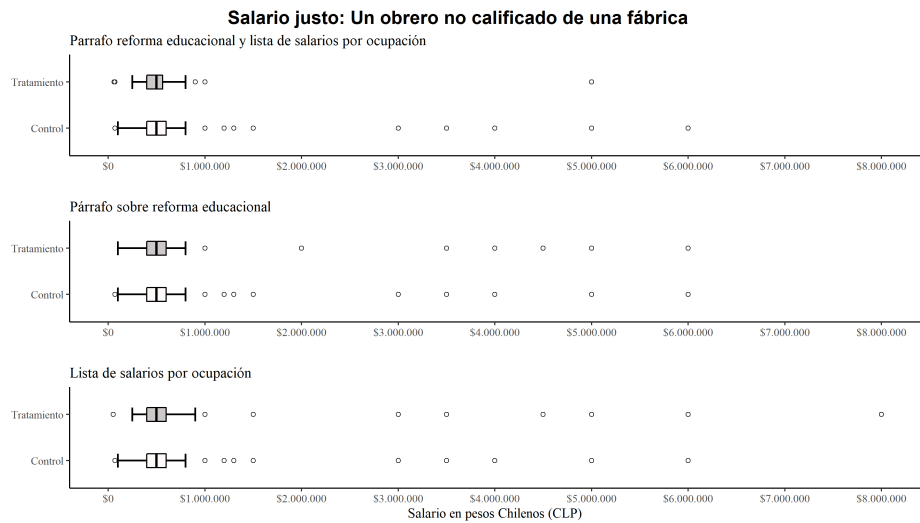 Salario justo: Un obrero no calificado de una fábrica
Parrafo reforma educacional y lista de salarios por ocupación
Tratamiento
Control
$0 $1.000.000 $2.000.000 $3.000.000 $4.000.000 $5.000.000 $6.000.000 $7.000.000 $8.000.000
Párrafo sobre reforma educacional
Tratamiento
Control
$0 $1.000.000 $2.000.000 $3.000.000 $4.000.000 $5.000.000 $6.000.000 $7.000.000 $8.000.000
Lista de salarios por ocupación
Tratamiento
Control
$0 $1.000.000 $2.000.000 $3.000.000 $4.000.000 $5.000.000 $6.000.000 $7.000.000 $8.000.000
Salario en pesos Chilenos (CLP)